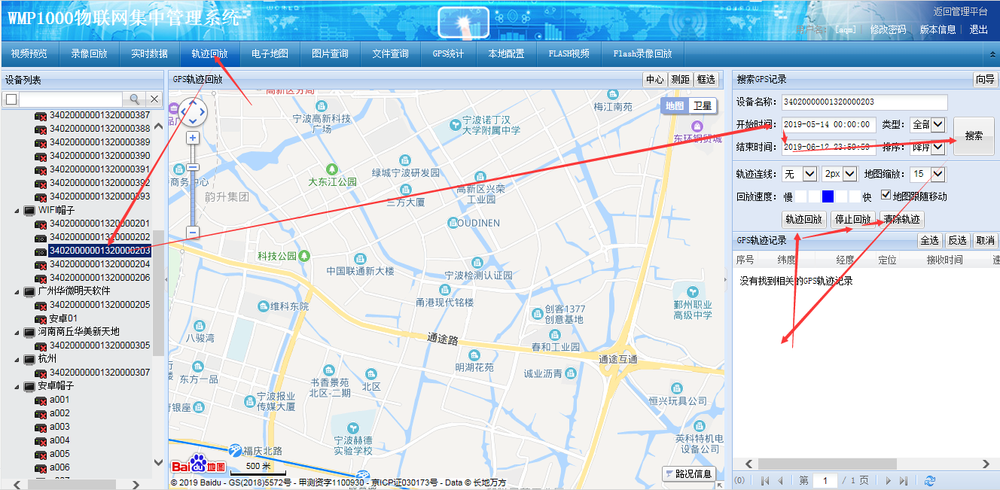 WMP1000物联网集中管理系统
返回管理平台
用户名: [aqm] 修改密码 版本信息 退出
视频预览 录像回放 实时数据 轨迹回放 电子地图 图片查询 文件查询 GPS统计 本地配置 FLASH视频 Flash录像回放
设备列表
34020000001320000387
34020000001320000388
34020000001320000389
34020000001320000390
34020000001320000391
34020000001320000392
34020000001320000393
WIFI帽子
34020000001320000201
34020000001320000202
34020000001320000203
34020000001320000204
34020000001320000206
广州华微明天软件
34020000001320000205
安卓01
河南商丘华美新天地
34020000001320000305
杭州
34020000001320000307
安卓帽子
a001
a002
a003
a004
a005
a006
GPS轨迹回放
中心 测距 框选
地图 卫星
高新区分局
宁波高新科技
广场
梅江南苑
宁波诺丁汉
大学附属中学
东环钢贸城
绿城宁波研发园
大东江公园
商务中心
韵升集团
三方大厦
高新区兴荣
工业园
OUDINEN
科技公园
中国联通新大楼
宁波检测认证园
甬港现代铭楼
维科东院
创客1377
创意基地
鄞州职业
高级中学
八骏湾
通途路
春和工业园
通途互通
明湖花苑
诚业沥青
东方一品
书香景苑
北区-二期
北区
宁波报业
传媒大厦
银座
恒兴玩具公司
宁波赫德
实验学校
英科特机电
设备公司
福庆北路
Bai du 地图
500 米
路况信息
© 2019 Baidu - GS(2018)5572号 - 甲测资字1100930 - 京ICP证030173号 - Data © 长地万方
搜索GPS记录
向导
设备名称: 34020000001320000203
开始时间: 2019-05-14 00:00:00 类型: 全部
搜索
结束时间: 2019-06-12 23:59:59 排序: 降序
轨迹连线: 无 2px 地图缩放: 15
回放速度: 慢 快 地图跟随移动
轨迹回放 停止回放 清除轨迹
GPS轨迹记录
全选 反选 取消
序号 纬度 经度 定位 接收时间 速
没有找到相关的GPS轨迹记录
(0) 第 1 / 1 页